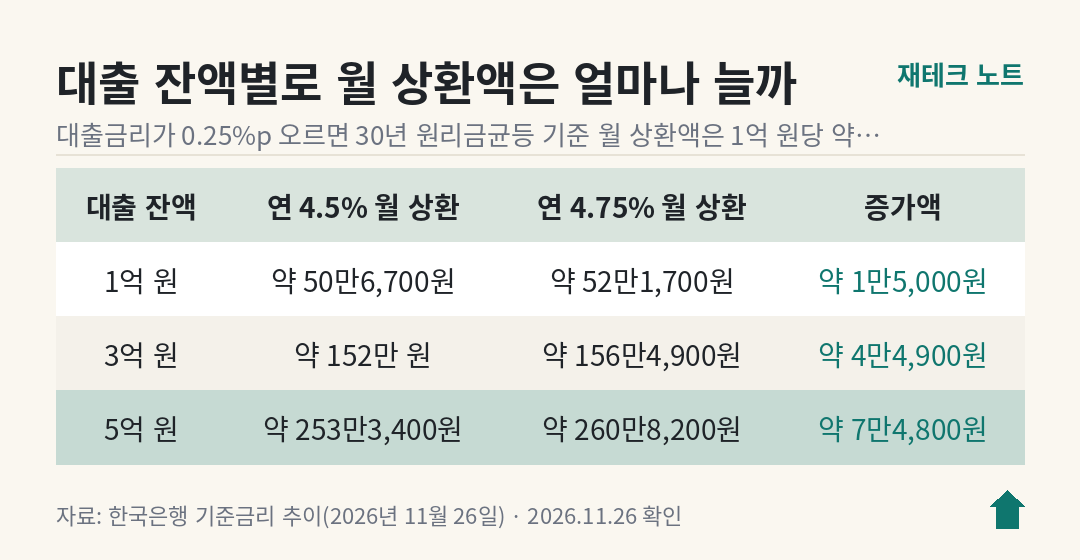 대출 잔액별로 월 상환액은 얼마나 늘까
재테크 노트
대출금리가 0.25%p 오르면 30년 원리금균등 기준 월 상환액은 1억 원당 약…
대출 잔액 연 4.5% 월 상환 연 4.75% 월 상환 증가액
1억 원 약 50만6,700원 약 52만1,700원 약 1만5,000원
3억 원 약 152만 원 약 156만4,900원 약 4만4,900원
5억 원 약 253만3,400원 약 260만8,200원 약 7만4,800원
자료: 한국은행 기준금리 추이(2026년 11월 26일) · 2026.11.26 확인